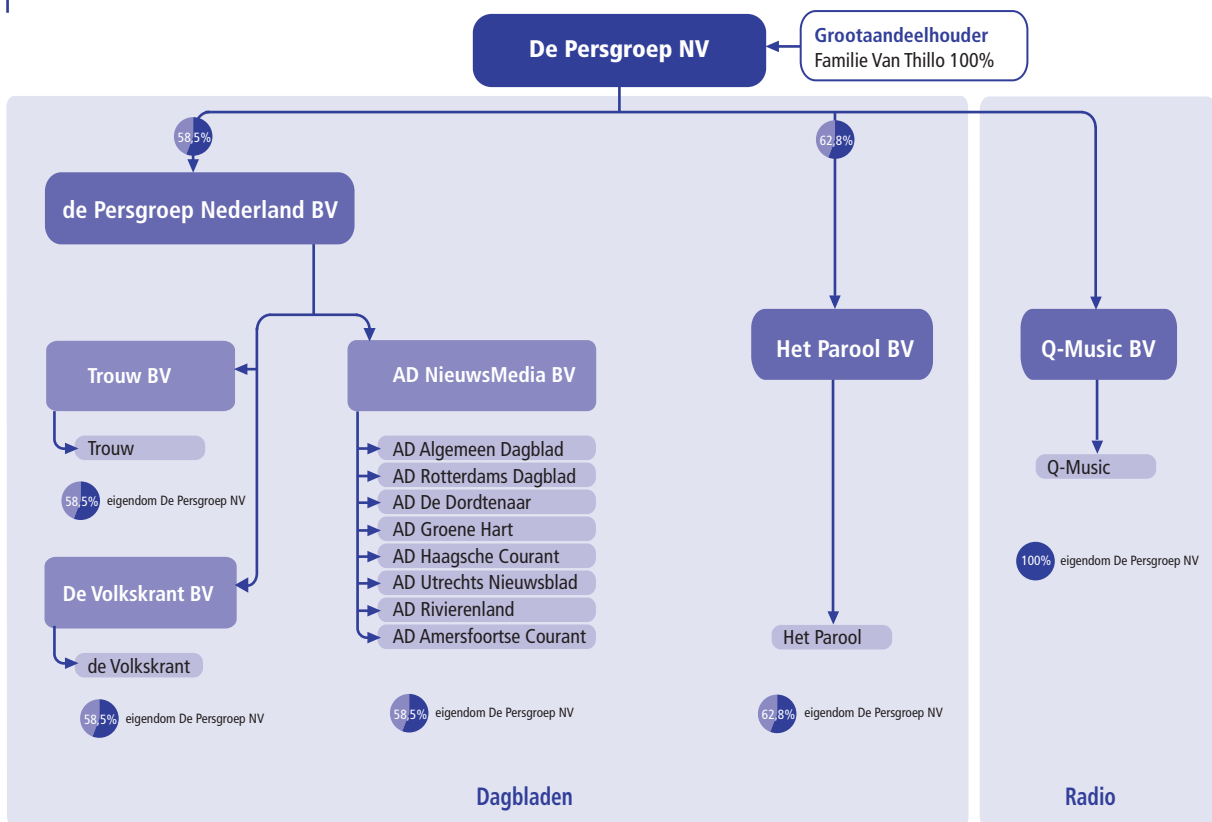 De Persgroep NV
Grootaandeelhouder
Familie Van Thillo 100%
58,5%
62,8%
de Persgroep Nederland BV
Trouw BV
Trouw
58,5% eigendom De Persgroep NV
De Volkskrant BV
de Volkskrant
58,5% eigendom De Persgroep NV
AD NieuwsMedia BV
AD Algemeen Dagblad
AD Rotterdams Dagblad
AD De Dordtenaar
AD Groene Hart
AD Haagsche Courant
AD Utrechts Nieuwsblad
AD Rivierenland
AD Amersfoortse Courant
58,5% eigendom De Persgroep NV
Het Parool BV
Het Parool
62,8% eigendom De Persgroep NV
Q-Music BV
Q-Music
100% eigendom De Persgroep NV
Dagbladen
Radio